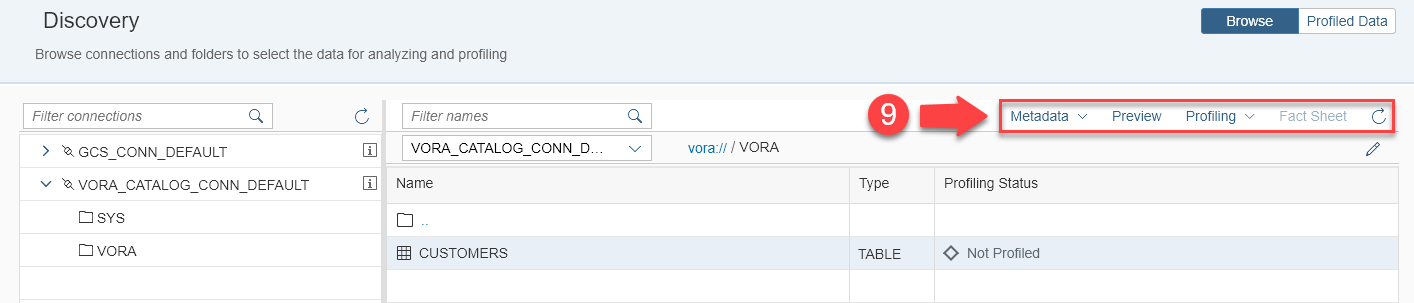 Discovery
Browse Profiled Data
Browse connections and folders to select the data for analyzing and profiling
Filter connections
Filter names
9
Metadata Preview Profiling Fact Sheet
GCS_CONN_DEFAULT
VORA_CATALOG_CONN_D...
vora:// / VORA
VORA_CATALOG_CONN_DEFAULT
Name Type Profiling Status
SYS
..
VORA
CUSTOMERS TABLE Not Profiled